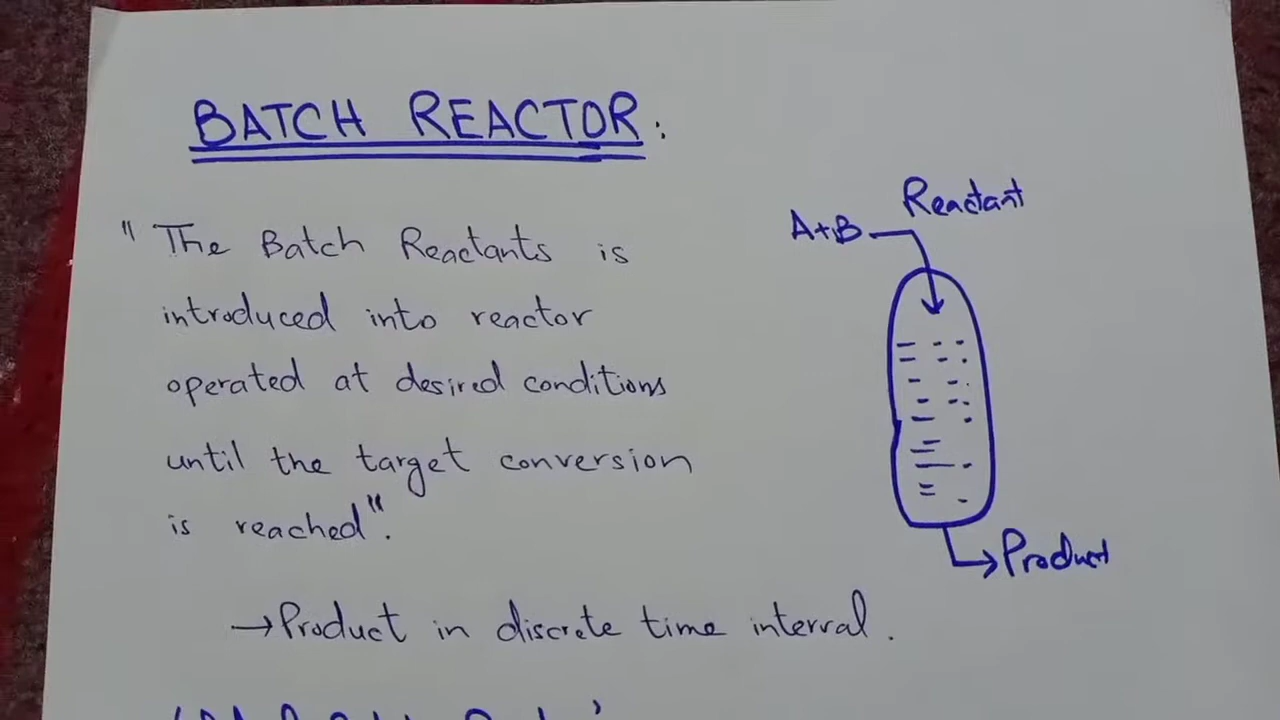 BATCH REACTOR:
"The Batch Reactants is
introduced into reactor
operated at desired conditions
until the target conversion
is reached".
→Product in discrete time interval.
Reactant
A+B
Product